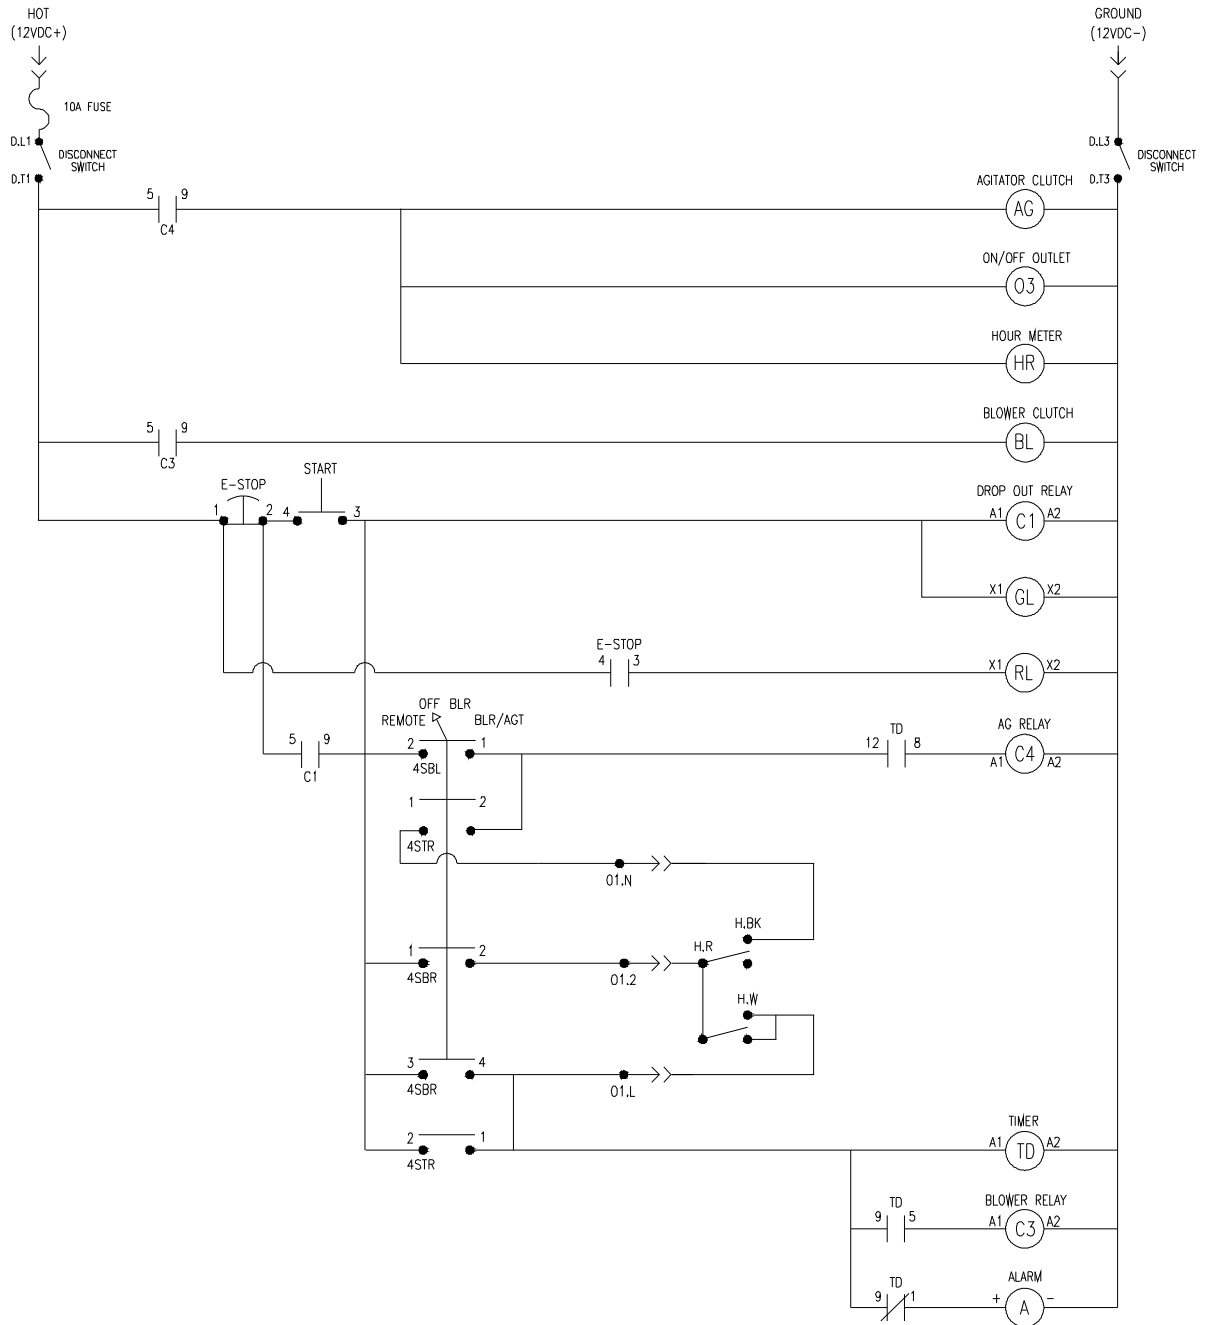 HOT
(12VDC+)
GROUND
(12VDC-)
10A FUSE
D.L1
DISCONNECT
SWITCH
D.T1
D.L3
DISCONNECT
SWITCH
D.T3
5 9
C4
AGITATOR CLUTCH
AG
ON/OFF OUTLET
O3
HOUR METER
HR
5 9
C3
BLOWER CLUTCH
BL
E-STOP
START
1 2 4 3
DROP OUT RELAY
A1 C1 A2
X1 GL X2
E-STOP
4 3
X1 RL X2
OFF BLR
REMOTE BLR/AGT
5 9
C1
2 1
4SBL
TD
12 8
AG RELAY
A1 C4 A2
1 2
4STR
O1.N
H.BK
1 2
4SBR
O1.2
H.R
H.W
3 4
4SBR
O1.L
2 1
4STR
TIMER
A1 TD A2
TD
9 5
BLOWER RELAY
A1 C3 A2
TD
9 1
ALARM
+ A -